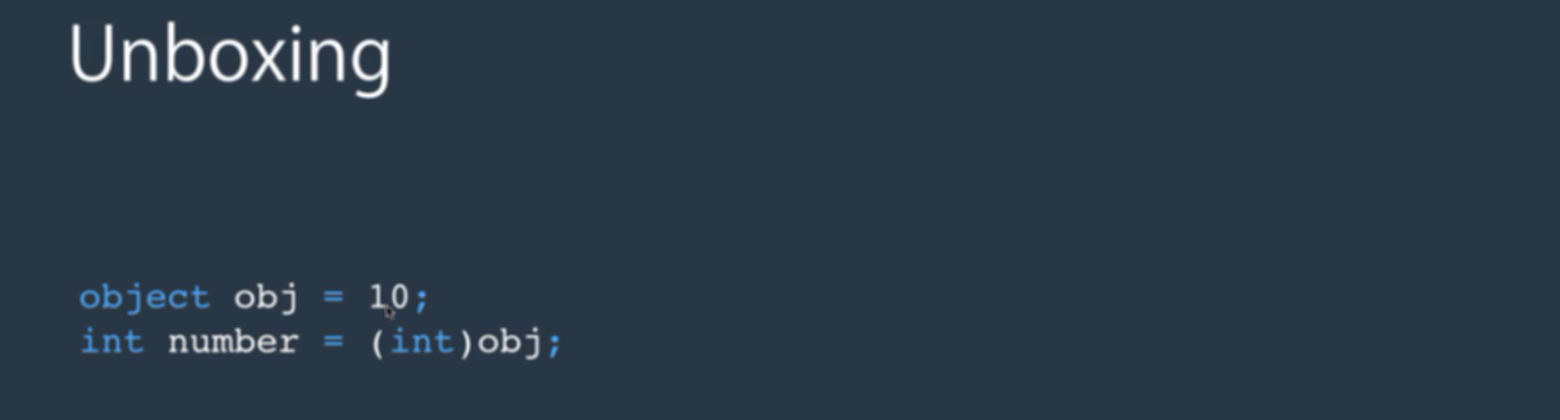 Unboxing
object obj = 10;
int number = (int)obj;